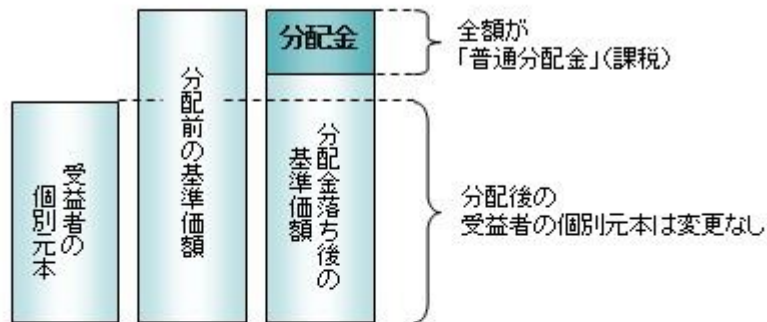 受益者の
個別元本
分配前の基準価額
分配金
分配金落ち後の
基準価額
全額が
「普通分配金」(課税)
分配後の
受益者の個別元本は変更なし